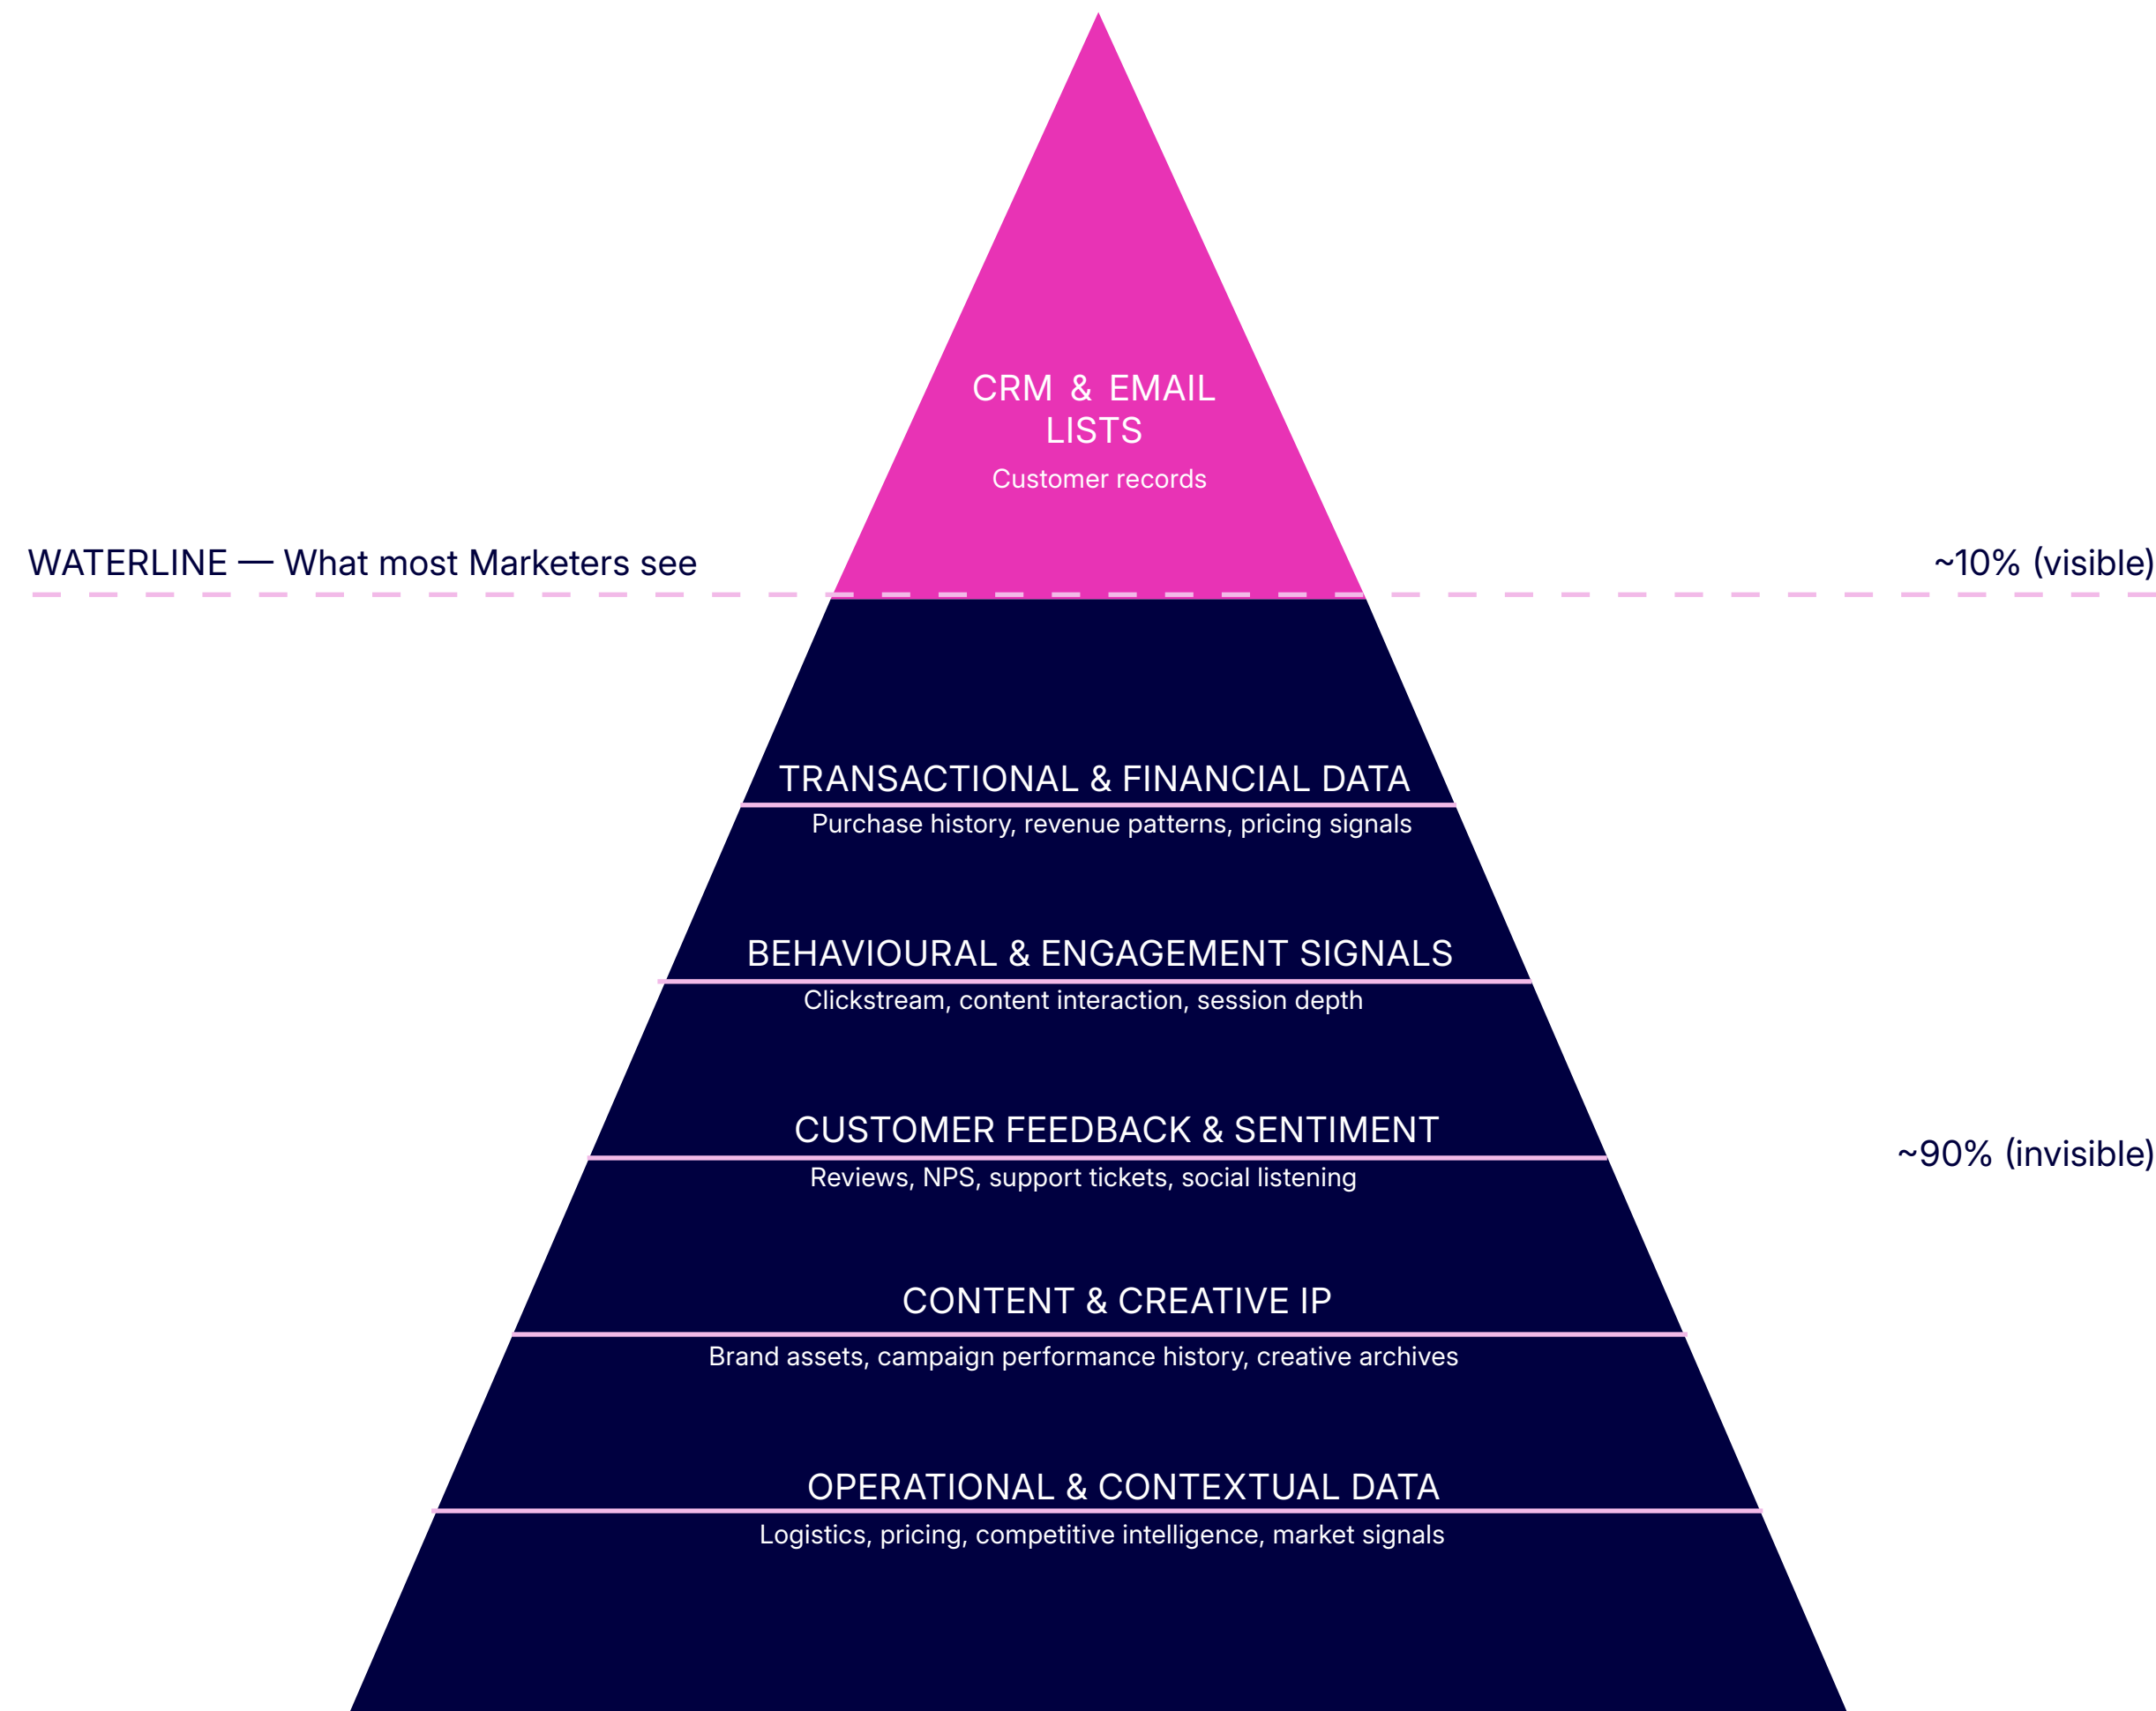 CRM & EMAIL
LISTS
Customer records
WATERLINE — What most Marketers see
~10% (visible)
TRANSACTIONAL & FINANCIAL DATA
Purchase history, revenue patterns, pricing signals
BEHAVIOURAL & ENGAGEMENT SIGNALS
Clickstream, content interaction, session depth
CUSTOMER FEEDBACK & SENTIMENT
~90% (invisible)
Reviews, NPS, support tickets, social listening
CONTENT & CREATIVE IP
Brand assets, campaign performance history, creative archives
OPERATIONAL & CONTEXTUAL DATA
Logistics, pricing, competitive intelligence, market signals